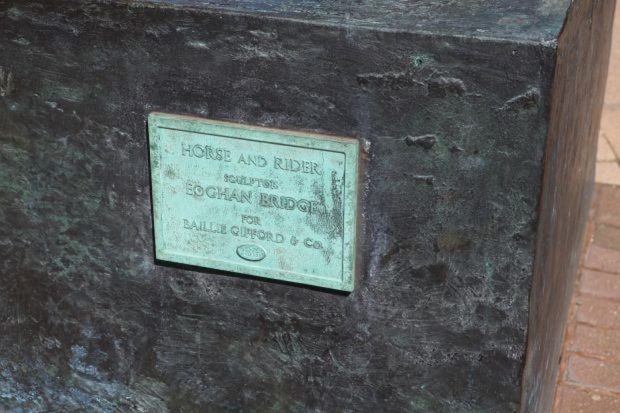 HORSE AND RIDER
SCULPTOR
EOGHAN BRIDGE
FOR
BAILLIE GIFFORD & CO.